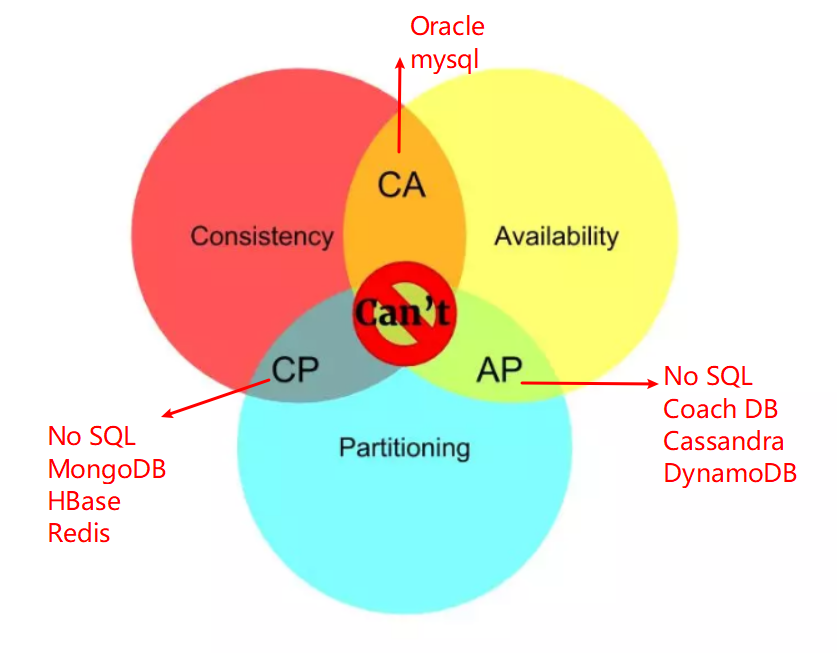 Oracle
mysql
CA
Consistency
Availability
Can't
CP
AP
No SQL
Coach DB
Cassandra
DynamoDB
No SQL
MongoDB
HBase
Redis
Partitioning